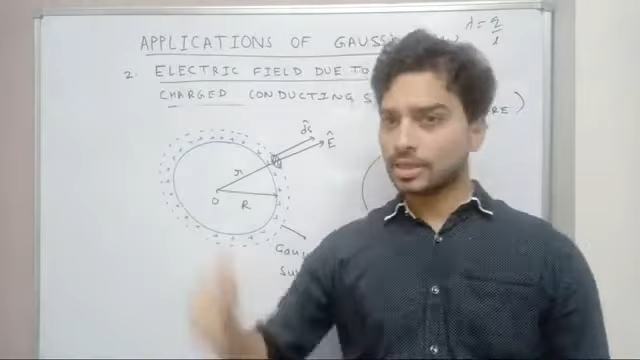 APPLICATIONS OF GAUSS
λ = q/l
2. ELECTRIC FIELD DUE TO
CHARGED CONDUCTING S RE)
ds
E
r
O R
Gau
su